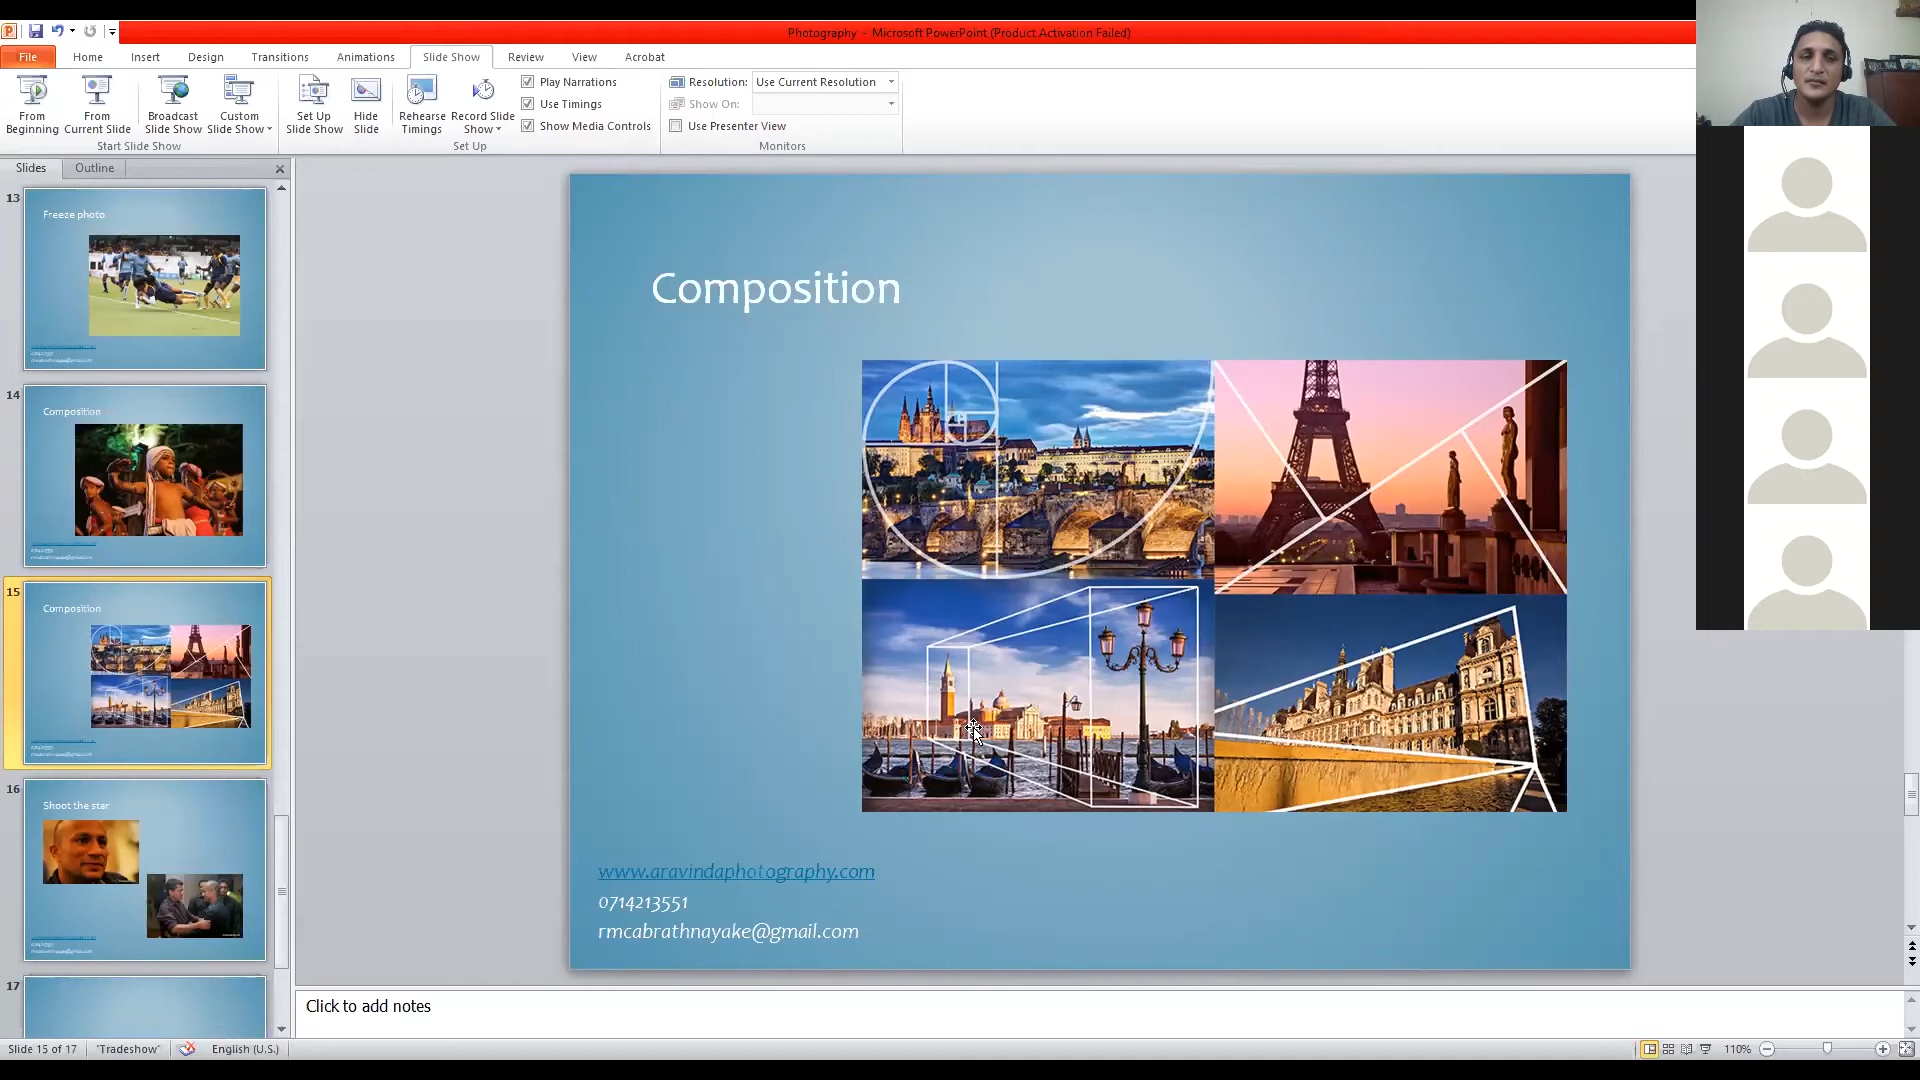 Photography - Microsoft PowerPoint (Product Activation Failed)
File Home Insert Design Transitions Animations Slide Show Review View Acrobat
From Beginning
From Current Slide
Broadcast Slide Show
Custom Slide Show
Set Up Slide Show
Hide Slide
Rehearse Timings
Record Slide Show
Play Narrations
Use Timings
Show Media Controls
Resolution: Use Current Resolution
Show On:
Use Presenter View
Start Slide Show
Set Up
Monitors
Slides Outline
13
Freeze photo
14
Composition
15
Composition
16
Shoot the star
17
Composition
www.aravindaphotography.com
0714213551
rmcabrathnayake@gmail.com
Click to add notes
Slide 15 of 17 "Tradeshow" English (U.S.) 110%